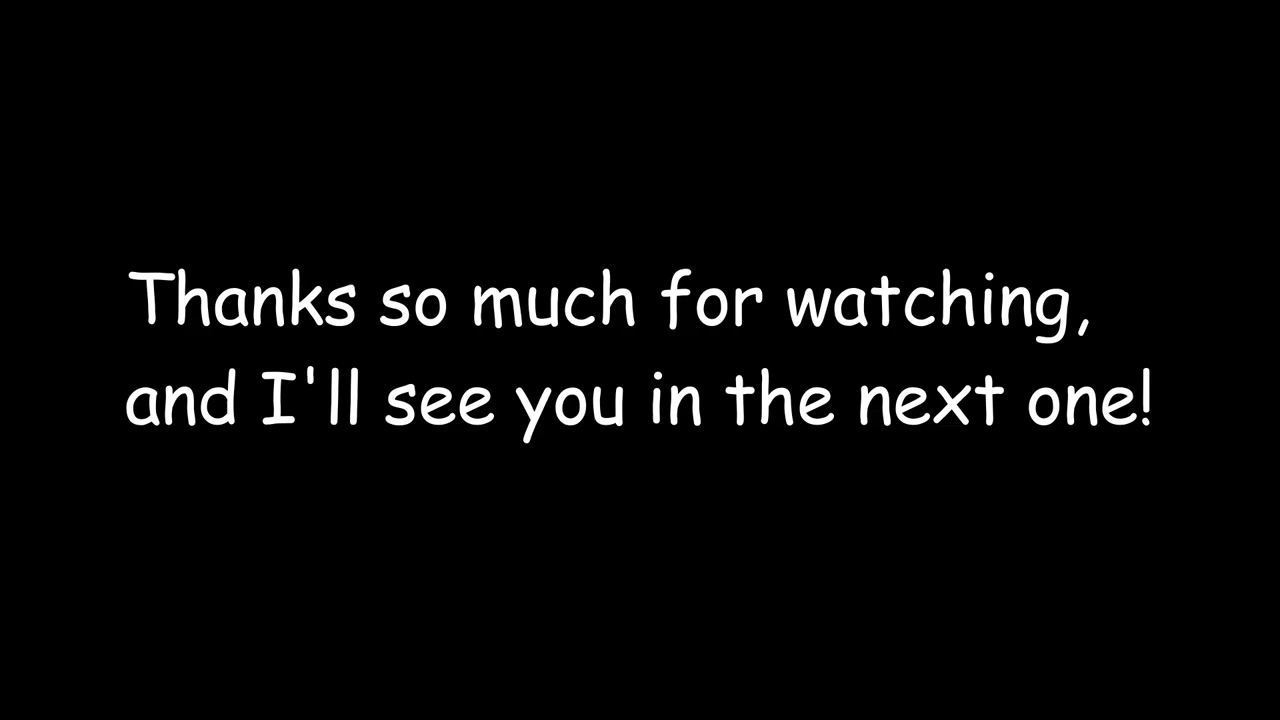 Thanks so much for watching,
and I'll see you in the next one!